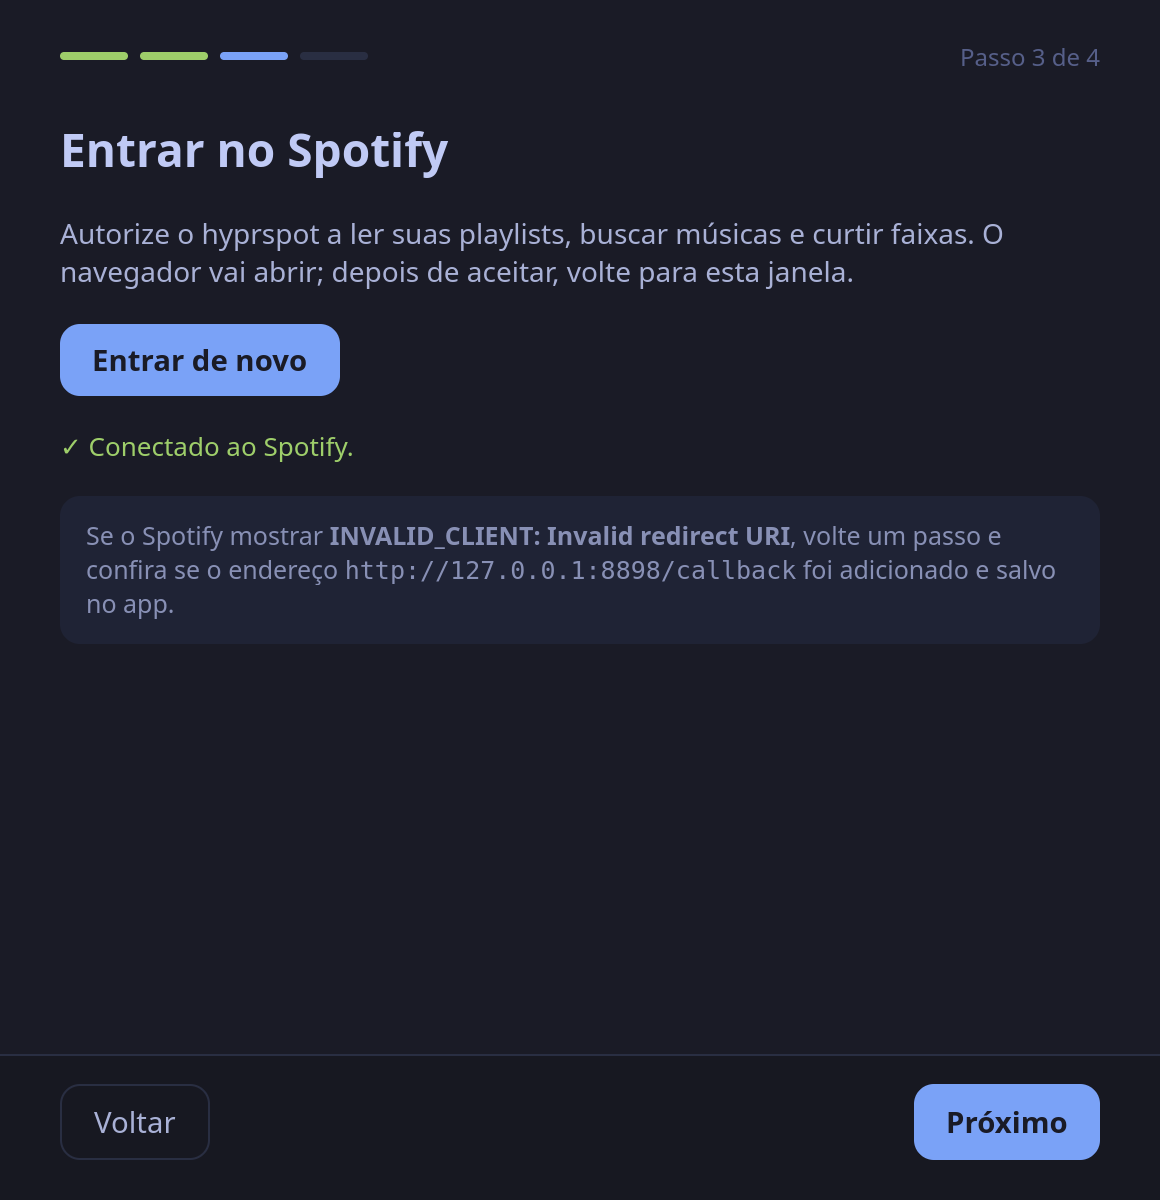 Passo 3 de 4
Entrar no Spotify
Autorize o hyprspot a ler suas playlists, buscar músicas e curtir faixas. O
navegador vai abrir; depois de aceitar, volte para esta janela.
Entrar de novo
✓ Conectado ao Spotify.
Se o Spotify mostrar INVALID_CLIENT: Invalid redirect URI, volte um passo e
confira se o endereço http://127.0.0.1:8898/callback foi adicionado e salvo
no app.
Voltar
Próximo